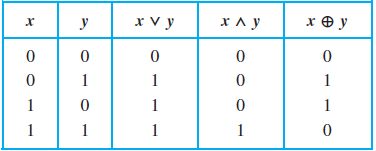 x y x ∨ y x ∧ y x ⊕ y
0 0 0 0 0
0 1 1 0 1
1 0 1 0 1
1 1 1 1 0